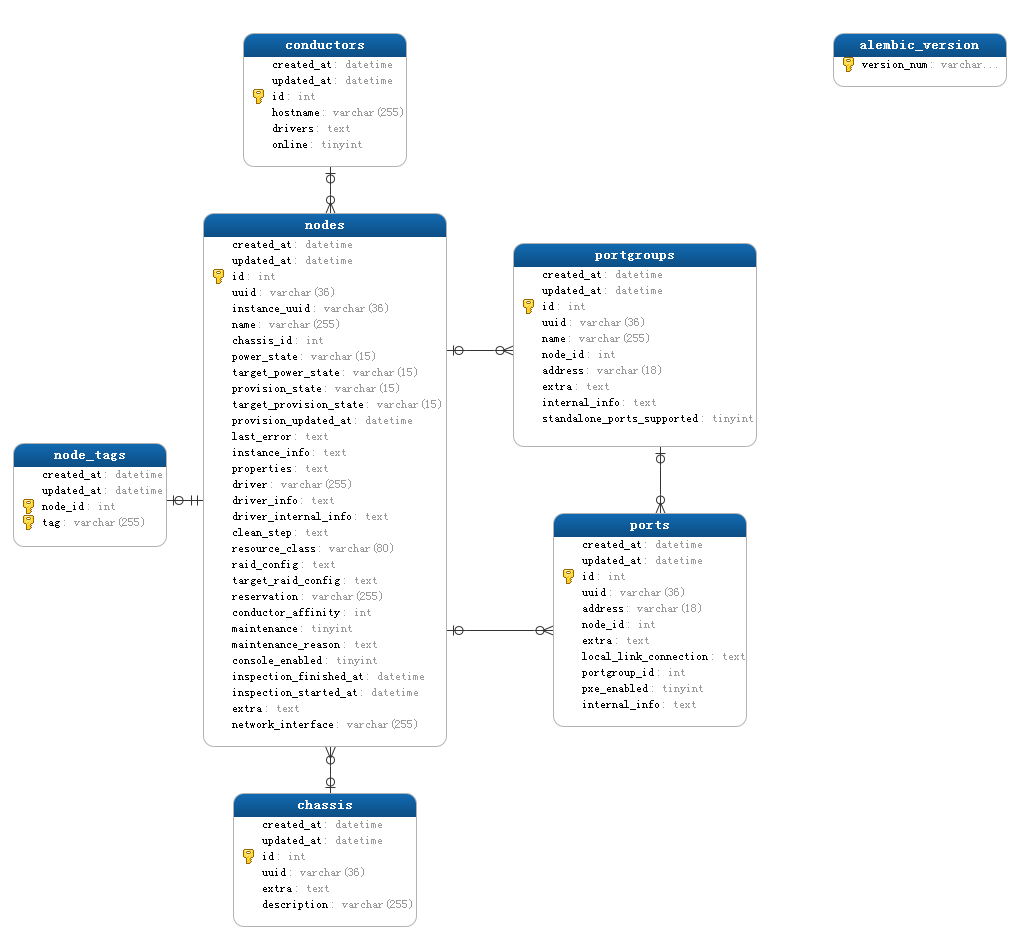 conductors
created_at: datetime
updated_at: datetime
id: int
hostname: varchar(255)
drivers: text
online: tinyint
alembic_version
version_num: varchar...
nodes
created_at: datetime
updated_at: datetime
id: int
uuid: varchar(36)
instance_uuid: varchar(36)
name: varchar(255)
chassis_id: int
power_state: varchar(15)
target_power_state: varchar(15)
provision_state: varchar(15)
target_provision_state: varchar(15)
provision_updated_at: datetime
last_error: text
instance_info: text
properties: text
driver: varchar(255)
driver_info: text
driver_internal_info: text
clean_step: text
resource_class: varchar(80)
raid_config: text
target_raid_config: text
reservation: varchar(255)
conductor_affinity: int
maintenance: tinyint
maintenance_reason: text
console_enabled: tinyint
inspection_finished_at: datetime
inspection_started_at: datetime
extra: text
network_interface: varchar(255)
portgroups
created_at: datetime
updated_at: datetime
id: int
uuid: varchar(36)
name: varchar(255)
node_id: int
address: varchar(18)
extra: text
internal_info: text
standalone_ports_supported: tinyint
node_tags
created_at: datetime
updated_at: datetime
node_id: int
tag: varchar(255)
ports
created_at: datetime
updated_at: datetime
id: int
uuid: varchar(36)
address: varchar(18)
node_id: int
extra: text
local_link_connection: text
portgroup_id: int
pxe_enabled: tinyint
internal_info: text
chassis
created_at: datetime
updated_at: datetime
id: int
uuid: varchar(36)
extra: text
description: varchar(255)